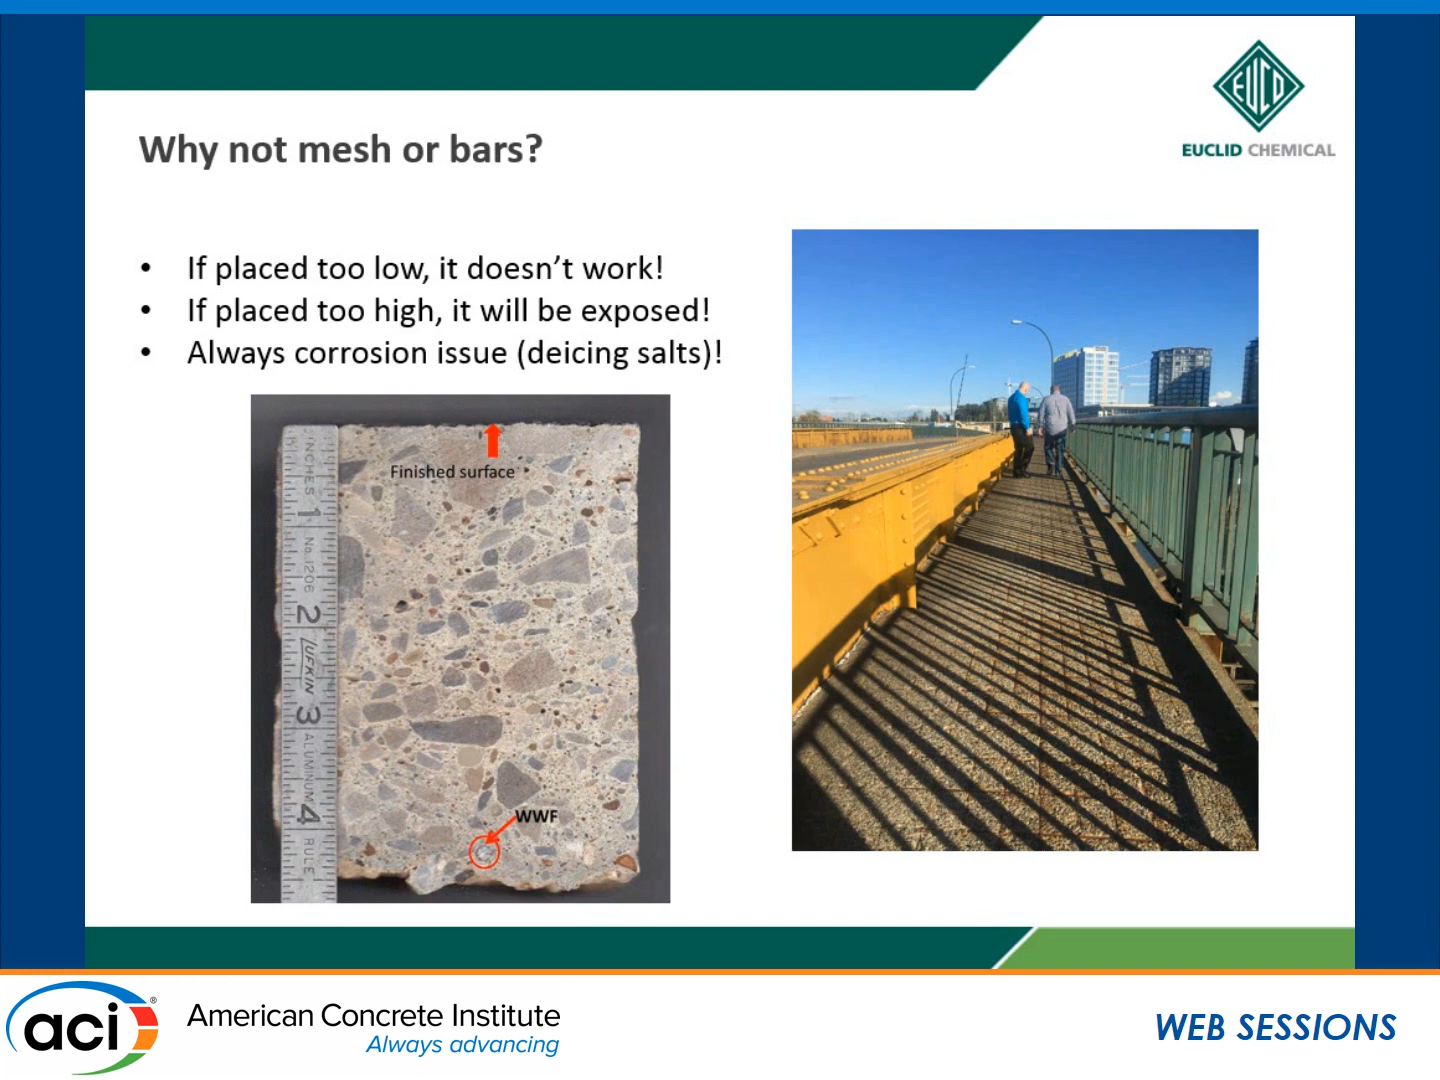 EUCO
EUCLID CHEMICAL
Why not mesh or bars?
• If placed too low, it doesn't work!
• If placed too high, it will be exposed!
• Always corrosion issue (deicing salts)!
Finished surface
INCHES 1 No. 1206 2 LUFKIN 3 ALUMINUM 4 RULE
WWF
aci®
American Concrete Institute
Always advancing
WEB SESSIONS